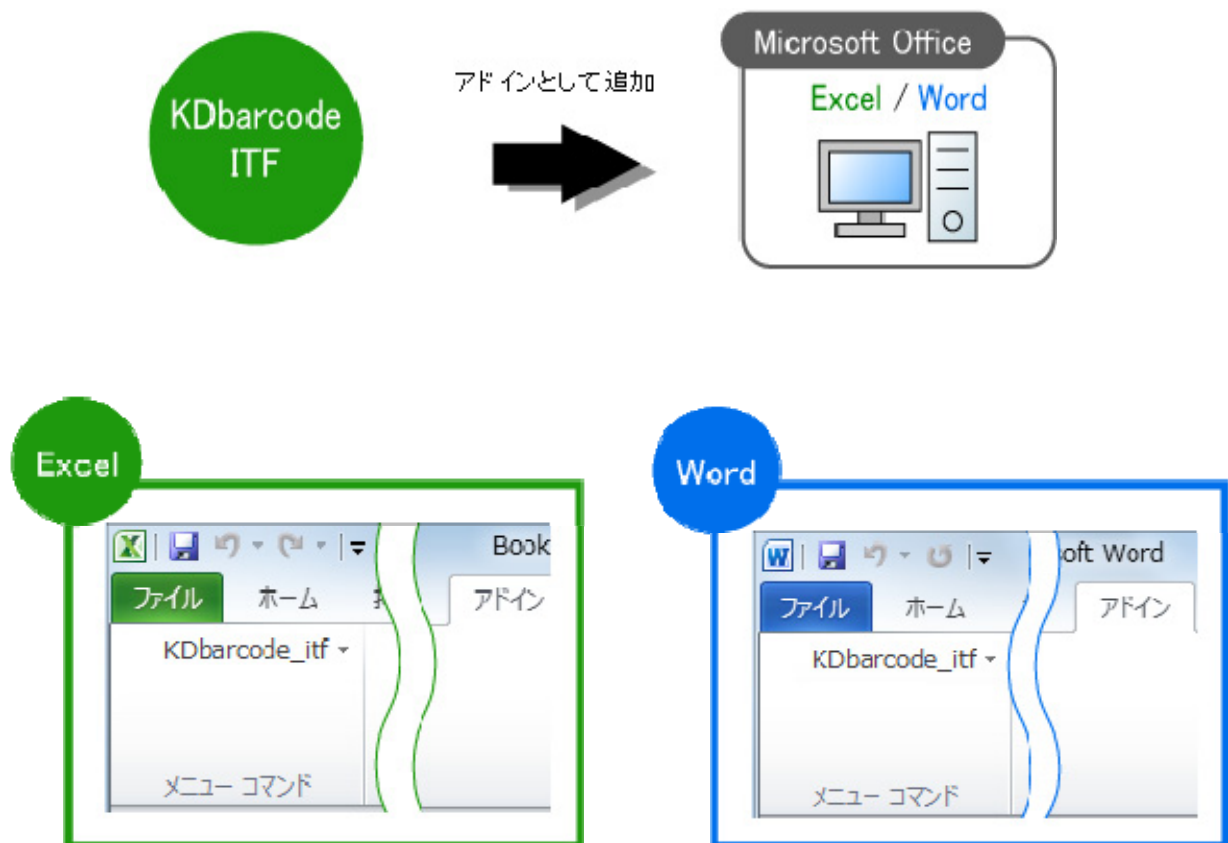 KDbarcode
ITF
アドインとして追加
Microsoft Office
Excel / Word
Excel
Book
ファイル ホーム アドイン
KDbarcode_itf
メニュー コマンド
Word
soft Word
ファイル ホーム アドイン
KDbarcode_itf
メニュー コマンド